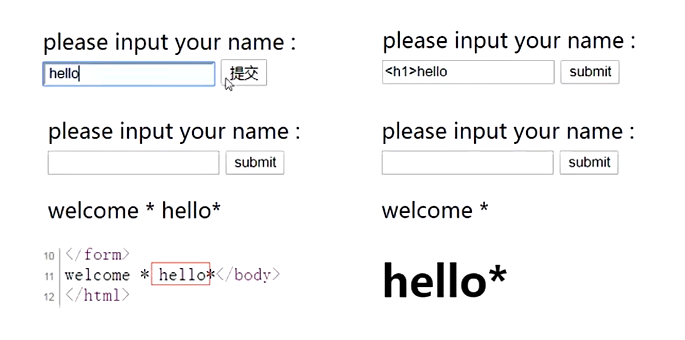 please input your name :
hello 提交
please input your name :
submit
welcome * hello*
10 </form>
11 welcome * hello*</body>
12 </html>
please input your name :
<h1>hello submit
please input your name :
submit
welcome *
hello*